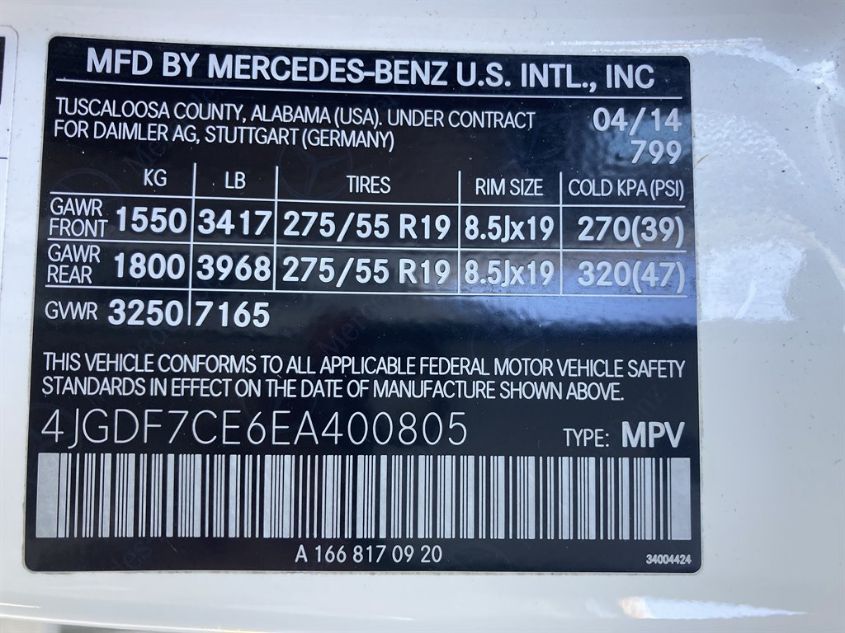 MFD BY MERCEDES-BENZ U.S. INTL., INC
TUSCALOOSA COUNTY, ALABAMA (USA). UNDER CONTRACT
FOR DAIMLER AG, STUTTGART (GERMANY)
04/14
799
KG LB TIRES RIM SIZE COLD KPA (PSI)
GAWR FRONT 1550 3417 275/55 R19 8.5Jx19 270(39)
GAWR REAR 1800 3968 275/55 R19 8.5Jx19 320(47)
GVWR 3250 7165
THIS VEHICLE CONFORMS TO ALL APPLICABLE FEDERAL MOTOR VEHICLE SAFETY
STANDARDS IN EFFECT ON THE DATE OF MANUFACTURE SHOWN ABOVE.
4JGDF7CE6EA400805 TYPE: MPV
A 166 817 09 20
34004424